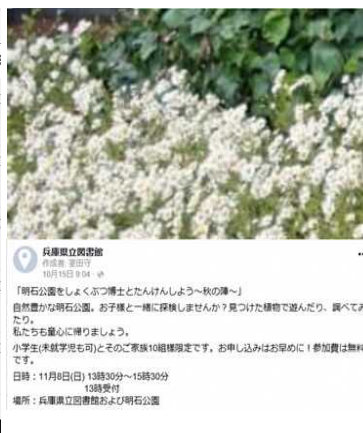 兵庫県立図書館
作成者: 室田守
10月15日 9:04 ·
「明石公園をしょくぶつ博士とたんけんしよう～秋の陣～」
自然豊かな明石公園。お子様と一緒に探検しませんか？見つけた植物で遊んだり、調べてみ
たり。
私たちも童心に帰りましょう。
小学生(未就学児も可)とそのご家族10組様限定です。お申し込みはお早めに！参加費は無料
です。
日時：11月8日(日) 13時30分～15時30分
13時受付
場所：兵庫県立図書館および明石公園